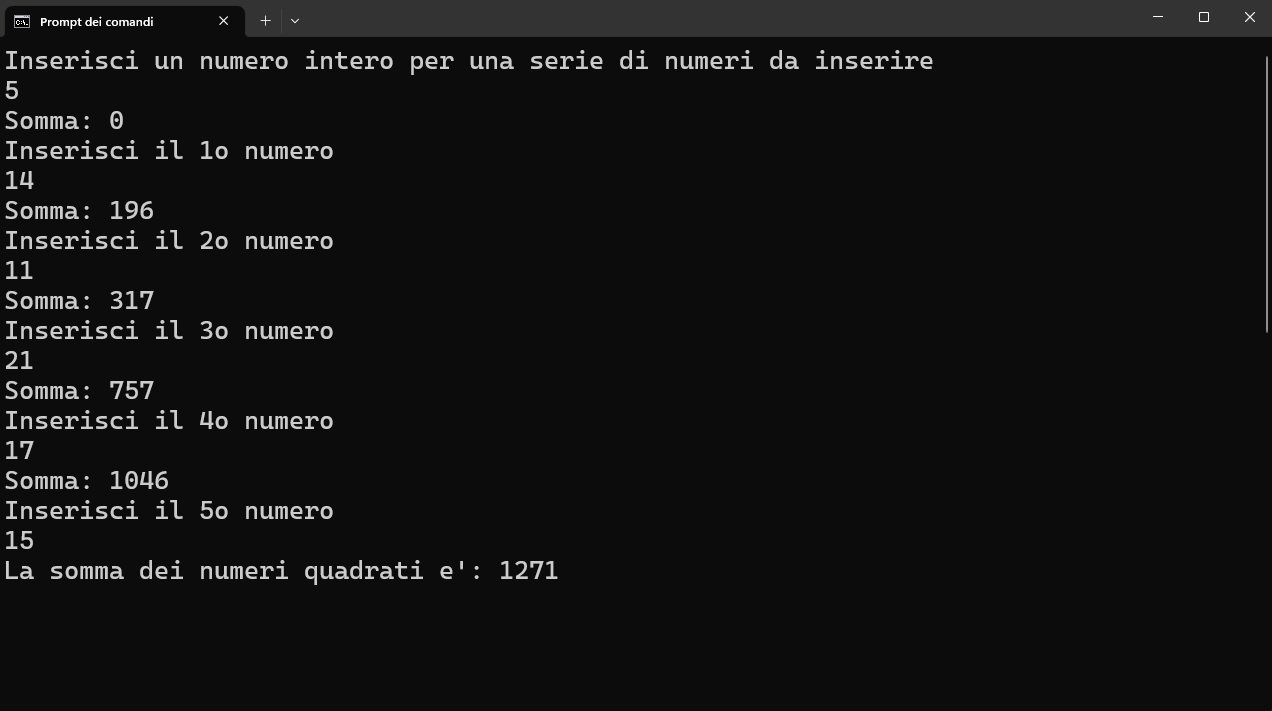 Prompt dei comandi
Inserisci un numero intero per una serie di numeri da inserire
5
Somma: 0
Inserisci il 1o numero
14
Somma: 196
Inserisci il 2o numero
11
Somma: 317
Inserisci il 3o numero
21
Somma: 757
Inserisci il 4o numero
17
Somma: 1046
Inserisci il 5o numero
15
La somma dei numeri quadrati e': 1271